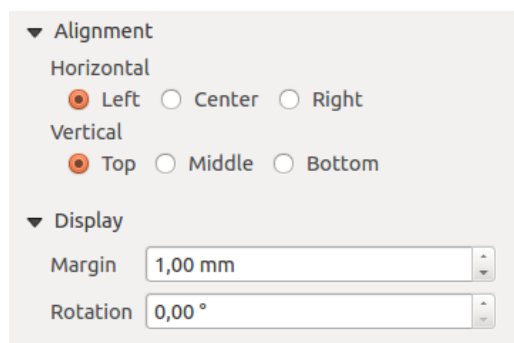 Alignment
Horizontal
Left Center Right
Vertical
Top Middle Bottom
Display
Margin 1,00 mm
Rotation 0,00 °